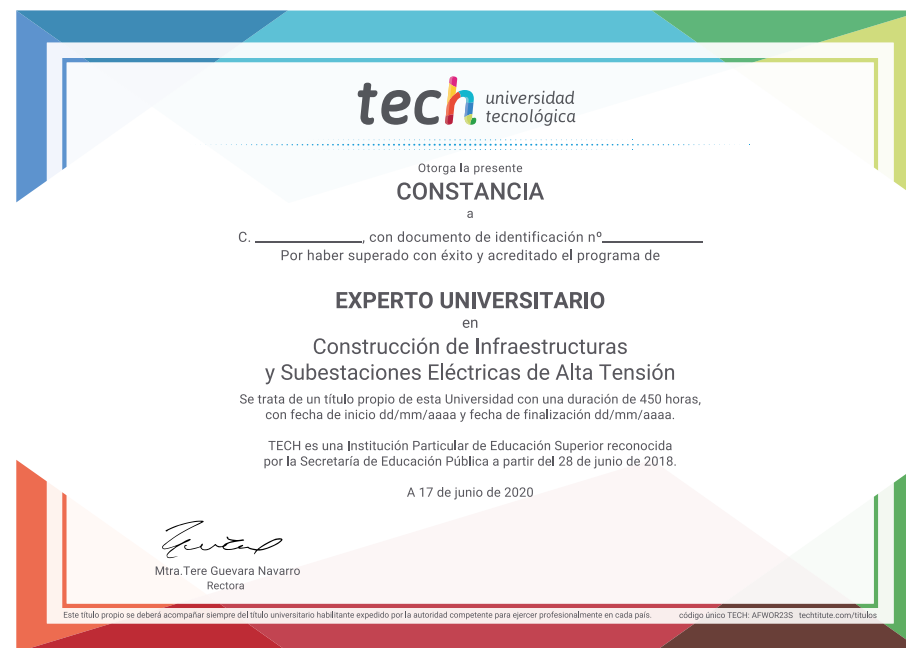 tech universidad
tecnológica
Otorga la presente
CONSTANCIA
a
C. ____________, con documento de identificación nº____________
Por haber superado con éxito y acreditado el programa de
EXPERTO UNIVERSITARIO
en
Construcción de Infraestructuras
y Subestaciones Eléctricas de Alta Tensión
Se trata de un título propio de esta Universidad con una duración de 450 horas,
con fecha de inicio dd/mm/aaaa y fecha de finalización dd/mm/aaaa.
TECH es una Institución Particular de Educación Superior reconocida
por la Secretaría de Educación Pública a partir del 28 de junio de 2018.
A 17 de junio de 2020
Mtra.Tere Guevara Navarro
Rectora
Este título propio se deberá acompañar siempre del título universitario habilitante expedido por la autoridad competente para ejercer profesionalmente en cada país. código único TECH: AFWOR23S techtitute.com/titulos